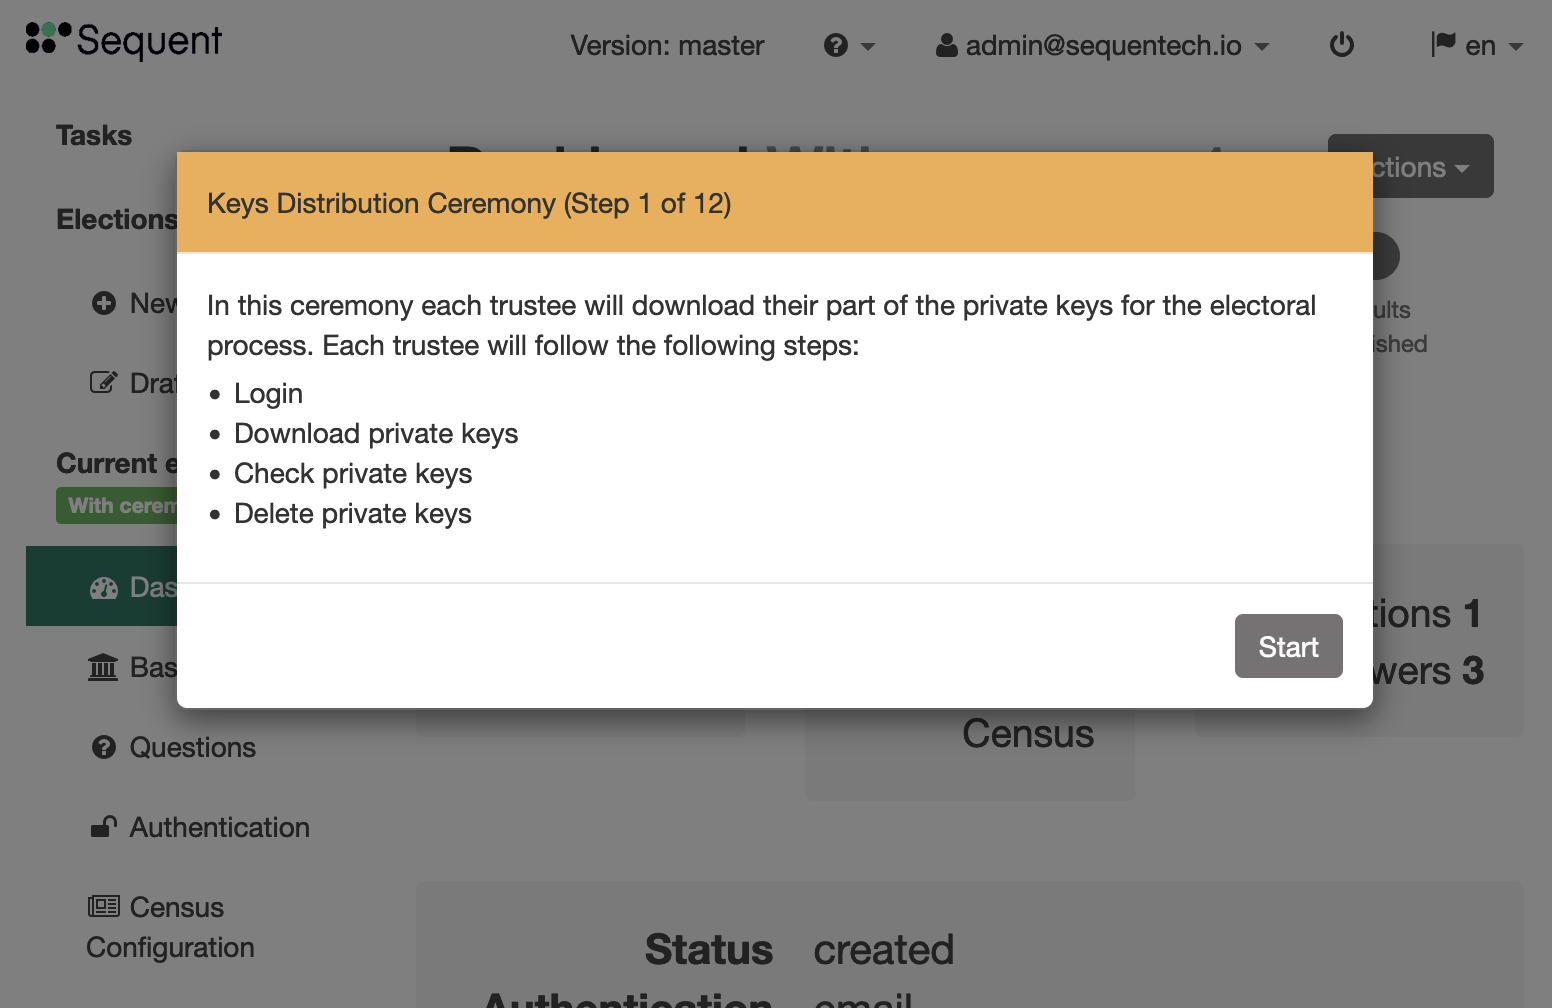 Sequent
Version: master
admin@sequentech.io
en
Tasks
Elections
New
Current e
With cerem
Keys Distribution Ceremony (Step 1 of 12)
In this ceremony each trustee will download their part of the private keys for the electoral
process. Each trustee will follow the following steps:
• Login
• Download private keys
• Check private keys
• Delete private keys
Start
ctions
ults
ished
tions 1
wers 3
Census
Das
Bas
Questions
Authentication
Census
Configuration
Status created
Authentication email